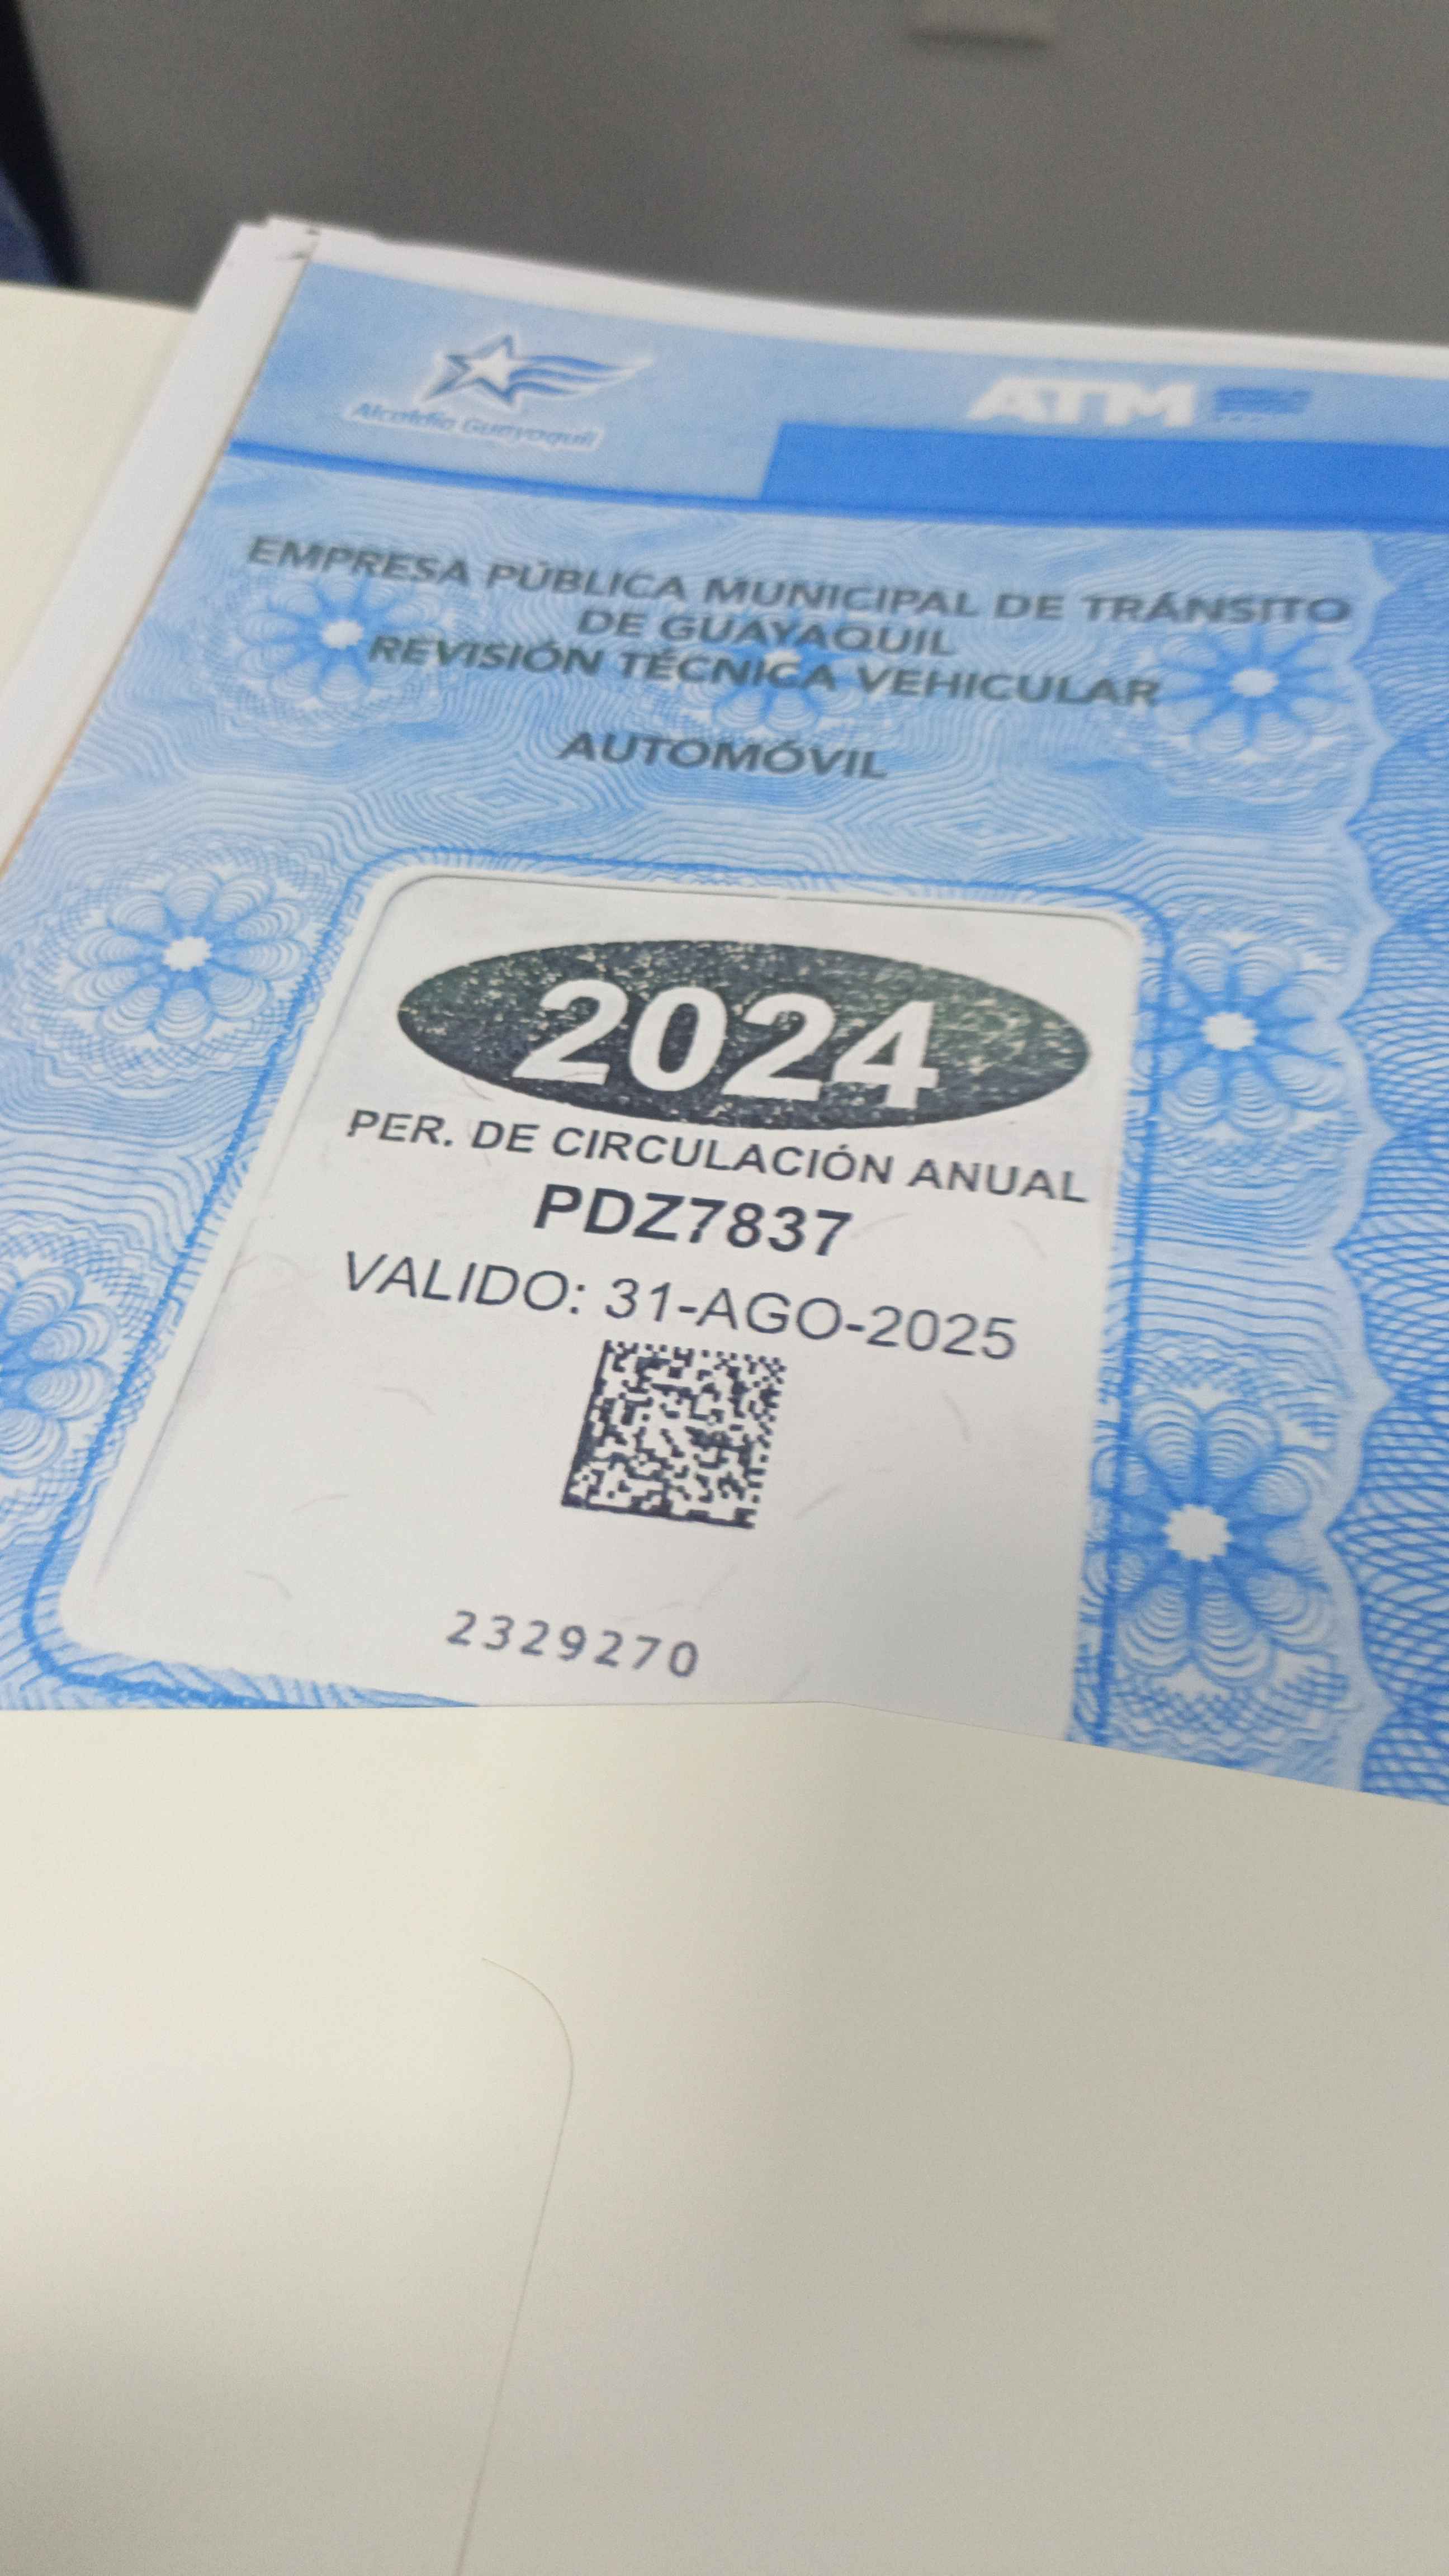 Alcaldía Guayaquil
ATM
EMPRESA PÚBLICA MUNICIPAL DE TRÁNSITO
DE GUAYAQUIL
REVISIÓN TÉCNICA VEHICULAR
AUTOMÓVIL
2024
PER. DE CIRCULACIÓN ANUAL
PDZ7837
VALIDO: 31-AGO-2025
2329270